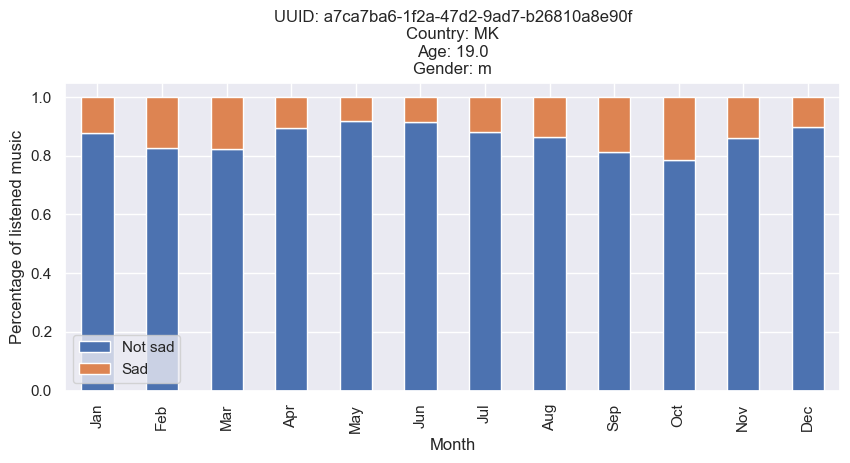 UUID: a7ca7ba6-1f2a-47d2-9ad7-b26810a8e90f
Country: MK
Age: 19.0
Gender: m
Percentage of listened music
1.0
0.8
0.6
0.4
0.2
0.0
Not sad
Sad
Jan
Feb
Mar
Apr
May
Jun
Jul
Aug
Sep
Oct
Nov
Dec
Month